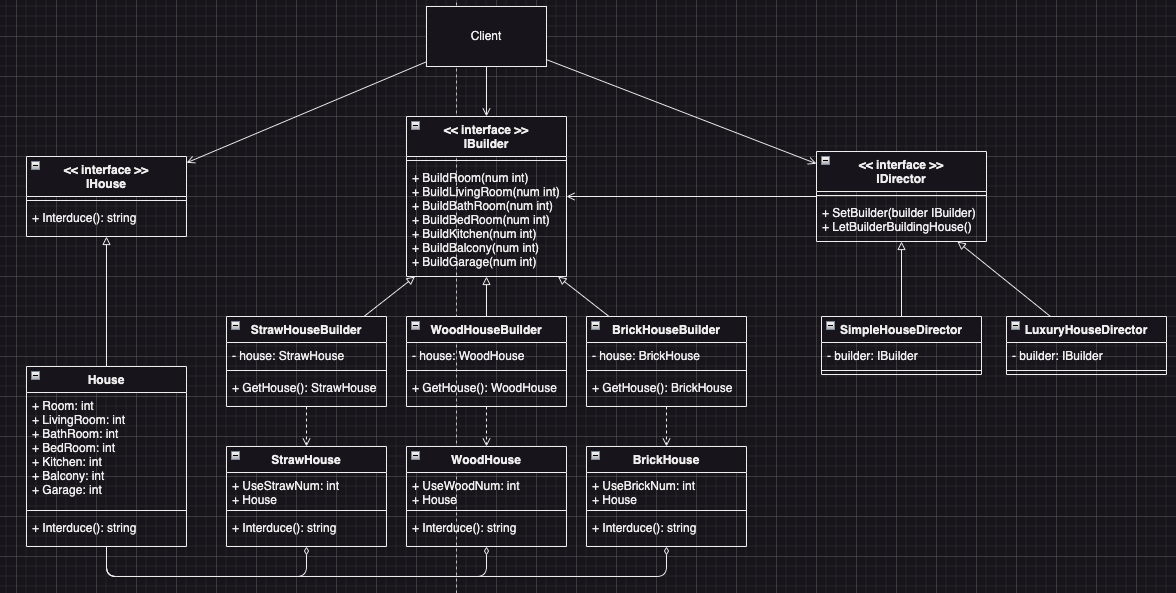 Client
<< interface >>
IHouse
+ Interduce(): string
<< interface >>
IBuilder
+ BuildRoom(num int)
+ BuildLivingRoom(num int)
+ BuildBathRoom(num int)
+ BuildBedRoom(num int)
+ BuildKitchen(num int)
+ BuildBalcony(num int)
+ BuildGarage(num int)
<< interface >>
IDirector
+ SetBuilder(builder IBuilder)
+ LetBuilderBuildingHouse()
StrawHouseBuilder
- house: StrawHouse
+ GetHouse(): StrawHouse
WoodHouseBuilder
- house: WoodHouse
+ GetHouse(): WoodHouse
BrickHouseBuilder
- house: BrickHouse
+ GetHouse(): BrickHouse
SimpleHouseDirector
- builder: IBuilder
LuxuryHouseDirector
- builder: IBuilder
House
+ Room: int
+ LivingRoom: int
+ BathRoom: int
+ BedRoom: int
+ Kitchen: int
+ Balcony: int
+ Garage: int
+ Interduce(): string
StrawHouse
+ UseStrawNum: int
+ House
+ Interduce(): string
WoodHouse
+ UseWoodNum: int
+ House
+ Interduce(): string
BrickHouse
+ UseBrickNum: int
+ House
+ Interduce(): string